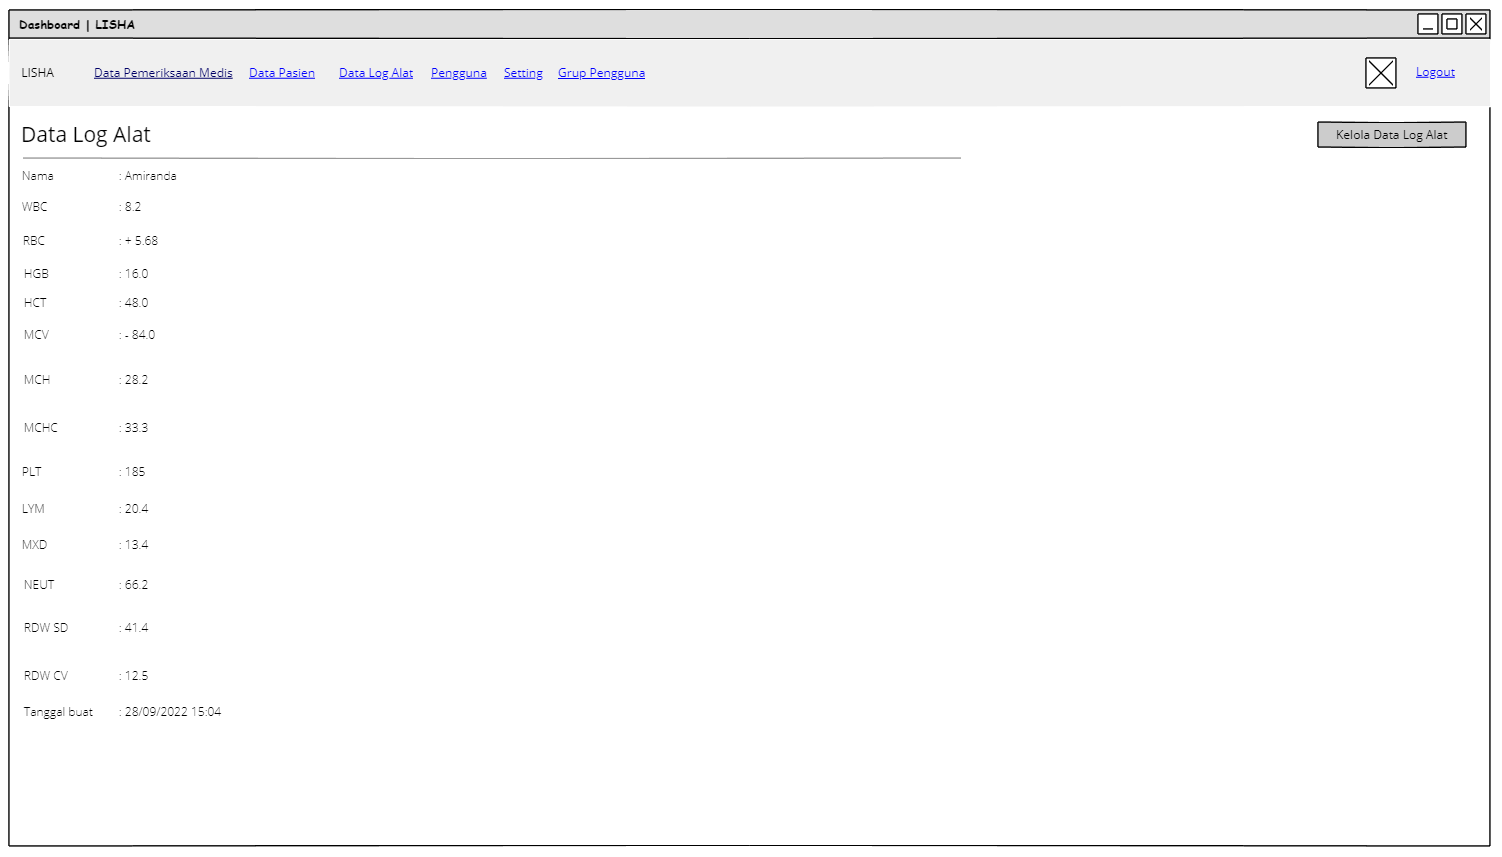 Dashboard | LISHA
LISHA Data Pemeriksaan Medis Data Pasien Data Log Alat Pengguna Setting Grup Pengguna Logout
Data Log Alat Kelola Data Log Alat
Nama : Amiranda
WBC : 8.2
RBC : + 5.68
HGB : 16.0
HCT : 48.0
MCV : - 84.0
MCH : 28.2
MCHC : 33.3
PLT : 185
LYM : 20.4
MXD : 13.4
NEUT : 66.2
RDW SD : 41.4
RDW CV : 12.5
Tanggal buat : 28/09/2022 15:04